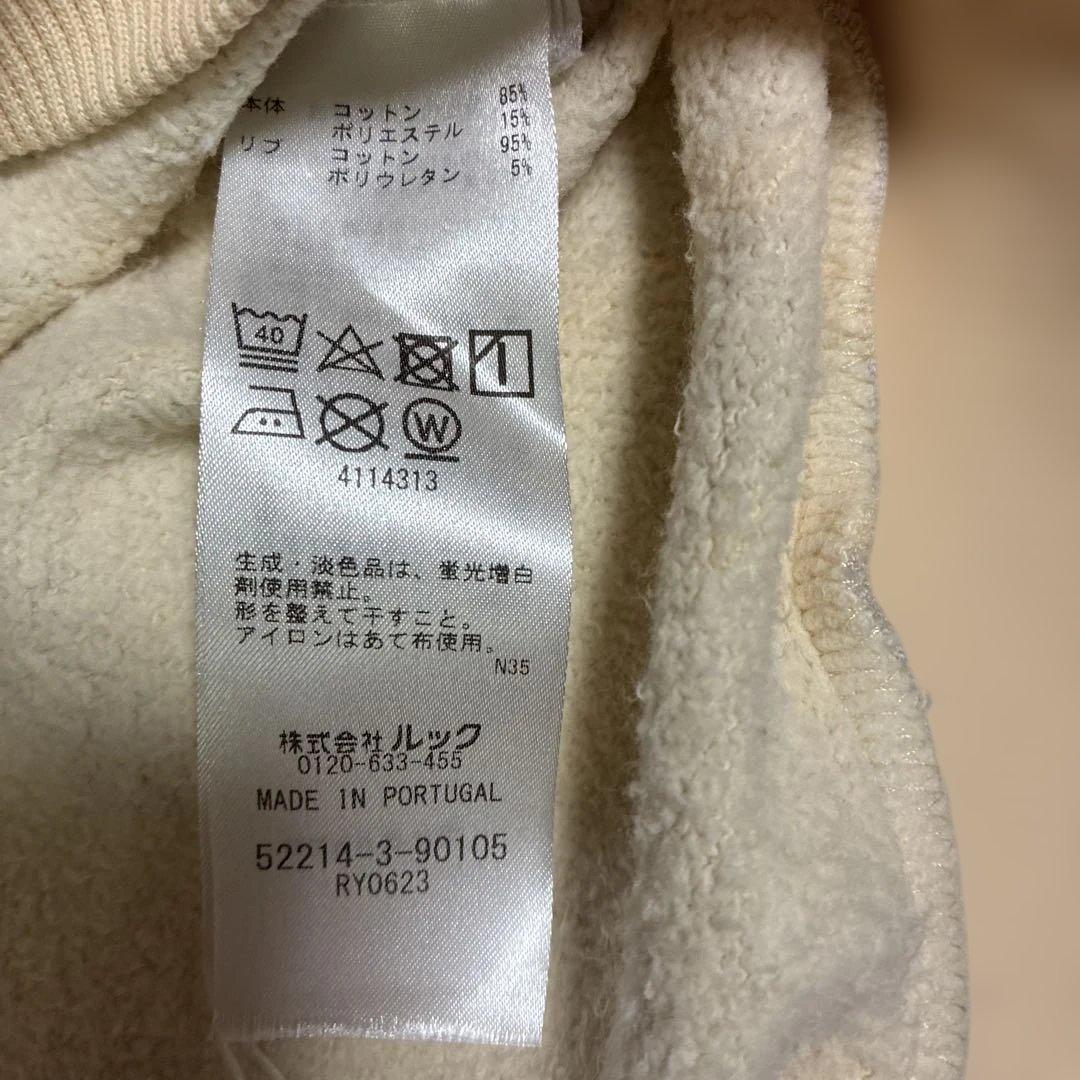 本体 コットン 85%
ポリエステル 15%
リブ コットン 95%
ポリウレタン 5%
40
W
4114313
生成・淡色品は、蛍光増白
剤使用禁止。
形を整えて干すこと。
アイロンはあて布使用。
N35
株式会社 ルック
0120-633-455
MADE IN PORTUGAL
52214-3-90105
RY0623